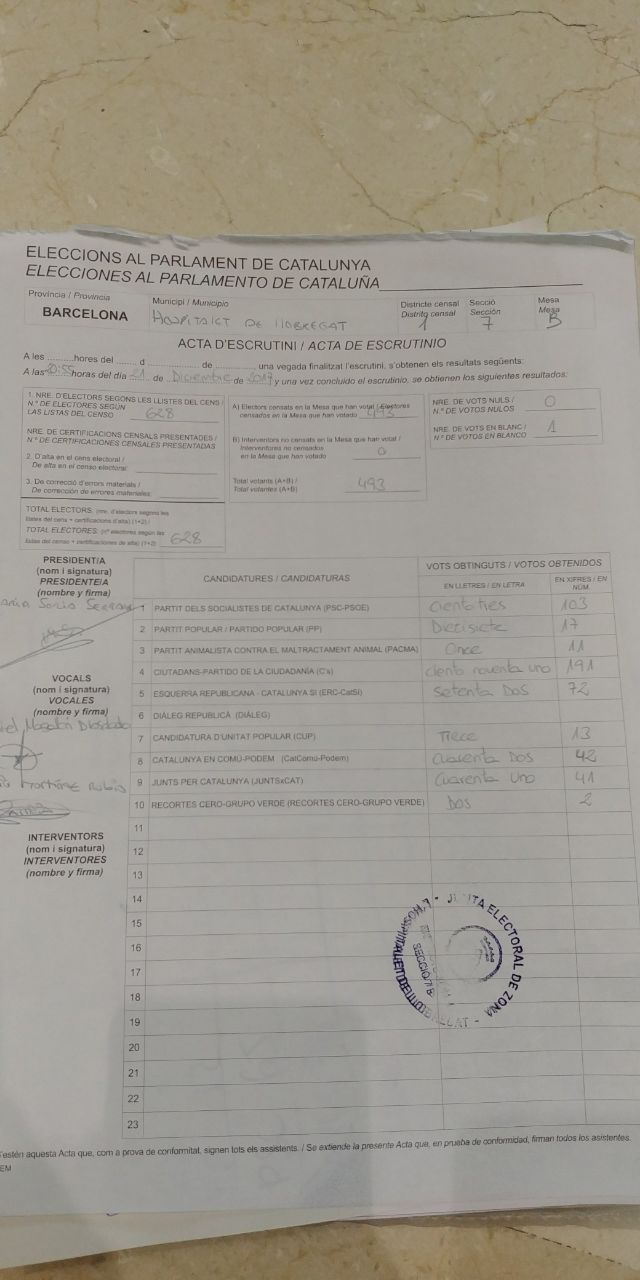 ELECCIONS AL PARLAMENT DE CATALUNYA
ELECCIONES AL PARLAMENTO DE CATALUÑA
Província / Provincia
BARCELONA
Municipi / Municipio
HOSPITALET DE LLOBREGAT
Districte censal
Distrito censal
1
Secció
Sección
7
Mesa
Mesa
B
ACTA D'ESCRUTINI / ACTA DE ESCRUTINIO
A les ..........hores del ........ d .............. de .............., una vegada finalitzat l'escrutini, s'obtenen els resultats següents:
A las 20:55 horas del día 21 de Diciembre de 2017 y una vez concluido el escrutinio, se obtienen los siguientes resultados:
1. NRE. D'ELECTORS SEGONS LES LLISTES DEL CENS /
N.º DE ELECTORES SEGÚN
LAS LISTAS DEL CENSO 628
NRE. DE CERTIFICACIONS CENSALS PRESENTADES /
N.º DE CERTIFICACIONES CENSALES PRESENTADAS
2. D'alta en el cens electoral /
De alta en el censo electoral:
3. De correcció d'errors materials /
De corrección de errores materiales:
TOTAL ELECTORS: (nre. d'electors segons les
llistes del cens + certificacions d'alta) (1+2) /
TOTAL ELECTORES: (nº electores según las
listas del censo + certificaciones de alta) (1+2) 628
A) Electors censats en la Mesa que han votat / Electores
censados en la Mesa que han votado 493
B) Interventors no censats en la Mesa que han votat /
Interventores no censados
en la Mesa que han votado 0
Total votants (A+B) /
Total votantes (A+B) 493
NRE. DE VOTS NULS /
N.º DE VOTOS NULOS 0
NRE. DE VOTS EN BLANC /
N.º DE VOTOS EN BLANCO 1
PRESIDENT/A
(nom i signatura)
PRESIDENTE/A
(nombre y firma)
VOCALS
(nom i signatura)
VOCALES
(nombre y firma)
INTERVENTORS
(nom i signatura)
INTERVENTORES
(nombre y firma)
CANDIDATURES / CANDIDATURAS
VOTS OBTINGUTS / VOTOS OBTENIDOS
EN LLETRES / EN LETRA
EN XIFRES / EN NÚM.
1 PARTIT DELS SOCIALISTES DE CATALUNYA (PSC-PSOE) Ciento tres 103
2 PARTIT POPULAR / PARTIDO POPULAR (PP) Diecisiete 17
3 PARTIT ANIMALISTA CONTRA EL MALTRACTAMENT ANIMAL (PACMA) Once 11
4 CIUTADANS-PARTIDO DE LA CIUDADANÍA (C's) ciento noventa uno 191
5 ESQUERRA REPUBLICANA - CATALUNYA SÍ (ERC-CatSí) Setenta Dos 72
6 DIÀLEG REPUBLICÀ (DIÀLEG)
7 CANDIDATURA D'UNITAT POPULAR (CUP) Trece 13
8 CATALUNYA EN COMÚ-PODEM (CatComú-Podem) Cuarenta Dos 42
9 JUNTS PER CATALUNYA (JUNTSxCAT) Cuarenta Uno 41
10 RECORTES CERO-GRUPO VERDE (RECORTES CERO-GRUPO VERDE) Dos 2
11
12
13
14
15
16
17
18
19
20
21
22
23
JUNTA ELECTORAL DE ZONA
SECCIO 7 B
S'estén aquesta Acta que, com a prova de conformitat, signen tots els assistents. / Se extiende la presente Acta que, en prueba de conformidad, firman todos los asistentes.